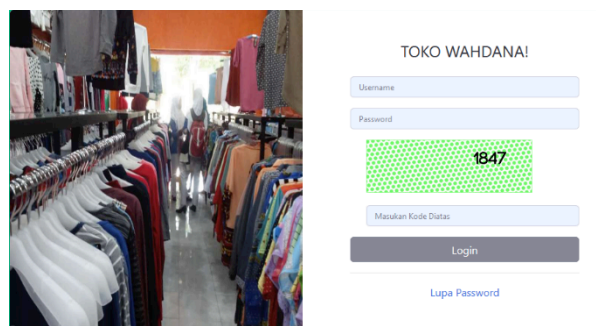 TOKO WAHDANA!
Username
Password
1847
Masukan Kode Diatas
Login
Lupa Password